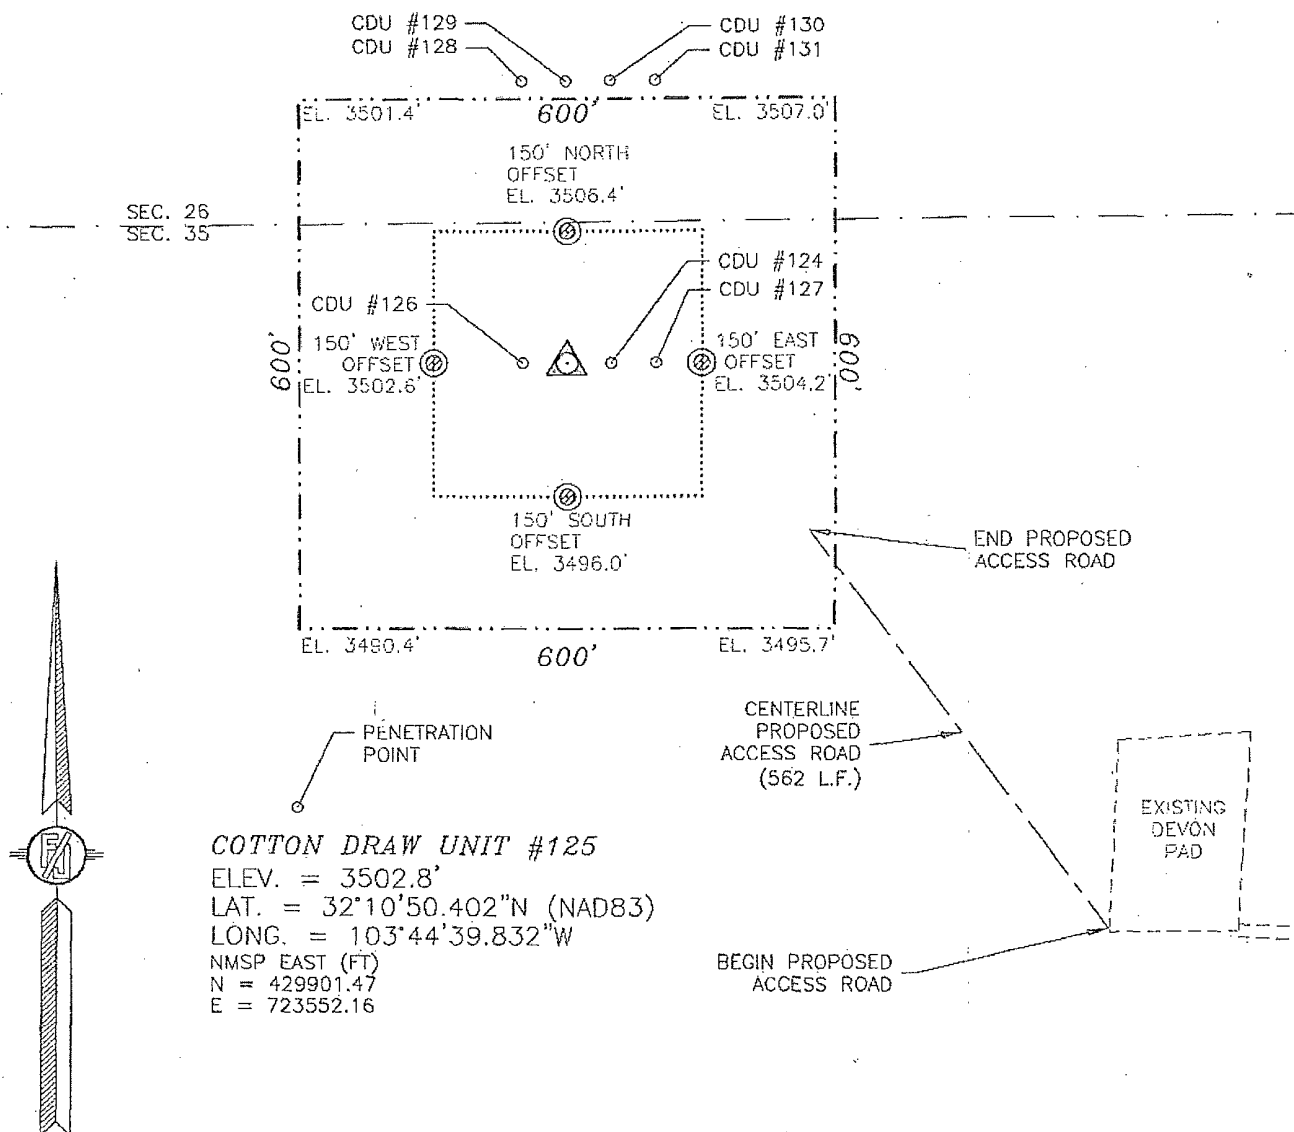 CDU #129
CDU #128
CDU #130
CDU #131
EL. 3501.4'
600'
EL. 3507.0'
150' NORTH
OFFSET
EL. 3506.4'
SEC. 26
SEC. 35
CDU #124
CDU #127
CDU #126
600'
150' WEST
OFFSET
EL. 3502.6'
150' EAST
OFFSET
EL. 3504.2'
600'
150' SOUTH
OFFSET
EL. 3496.0'
END PROPOSED
ACCESS ROAD
EL. 3490.4'
600'
EL. 3495.7'
PENETRATION
POINT
CENTERLINE
PROPOSED
ACCESS ROAD
(562 L.F.)
EXISTING
DEVON
PAD
COTTON DRAW UNIT #125
ELEV. = 3502.8'
LAT. = 32°10'50.402"N (NAD83)
LONG. = 103°44'39.832"W
NMSP EAST (FT)
N = 429901.47
E = 723552.16
BEGIN PROPOSED
ACCESS ROAD